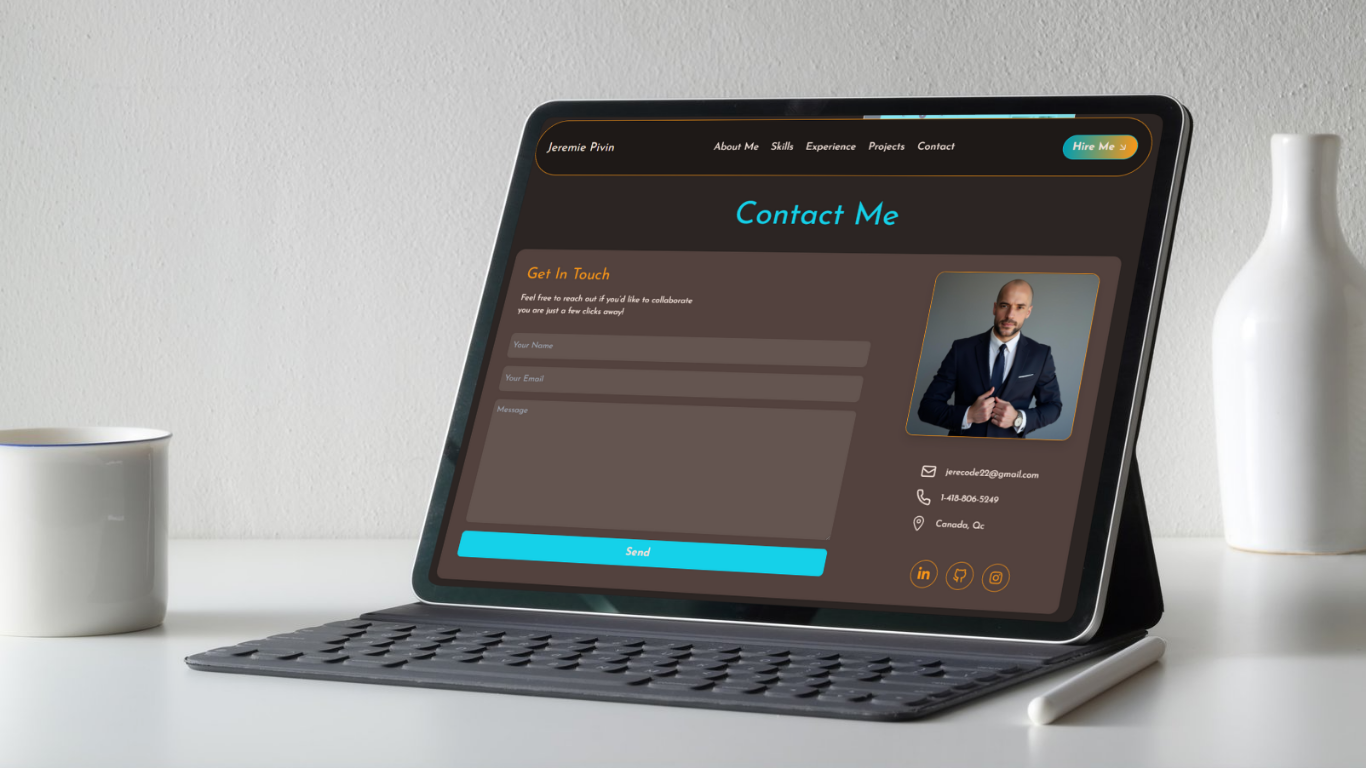 Jeremie Pivin
About Me Skills Experience Projects Contact
Hire Me
Contact Me
Get In Touch
Feel free to reach out if you'd like to collaborate
you are just a few clicks away!
Your Name
Your Email
Message
Send
jerecode22@gmail.com
1-418-806-5249
Canada, Qc
in